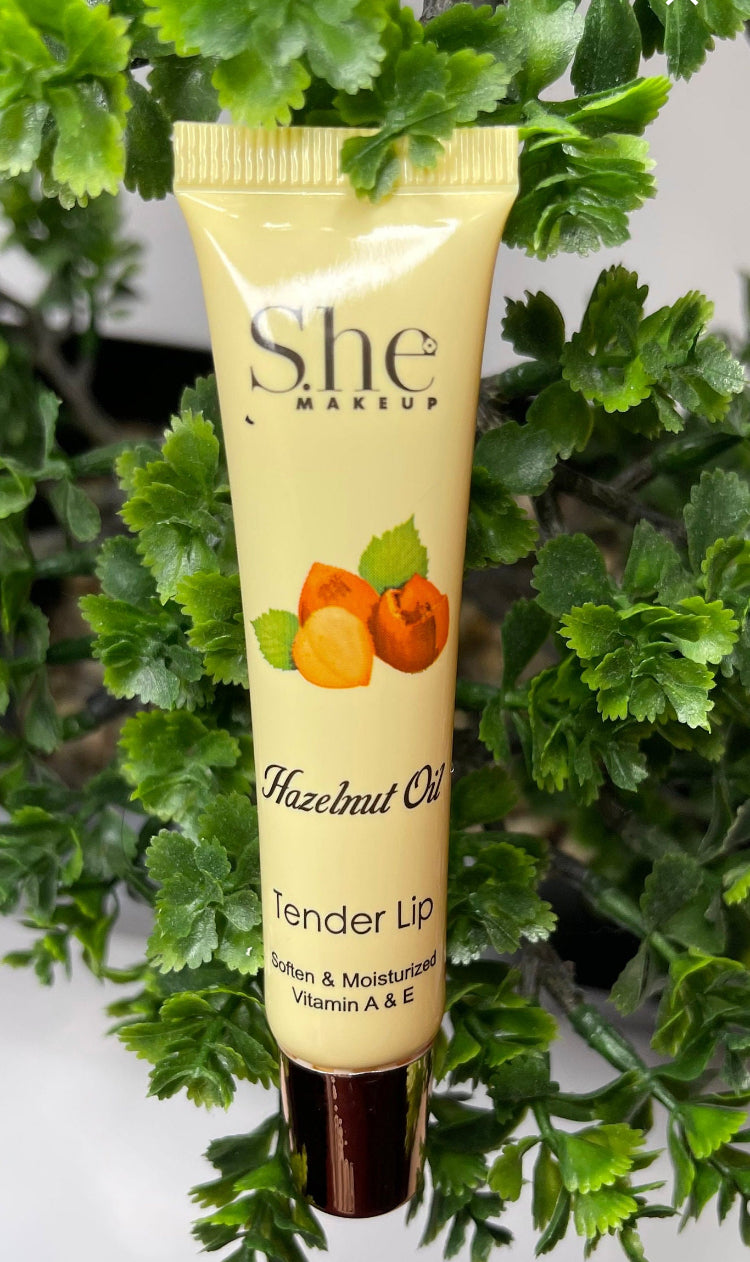 S.he
MAKEUP
Hazelnut Oil
Tender Lip
Soften & Moisturized
Vitamin A & E